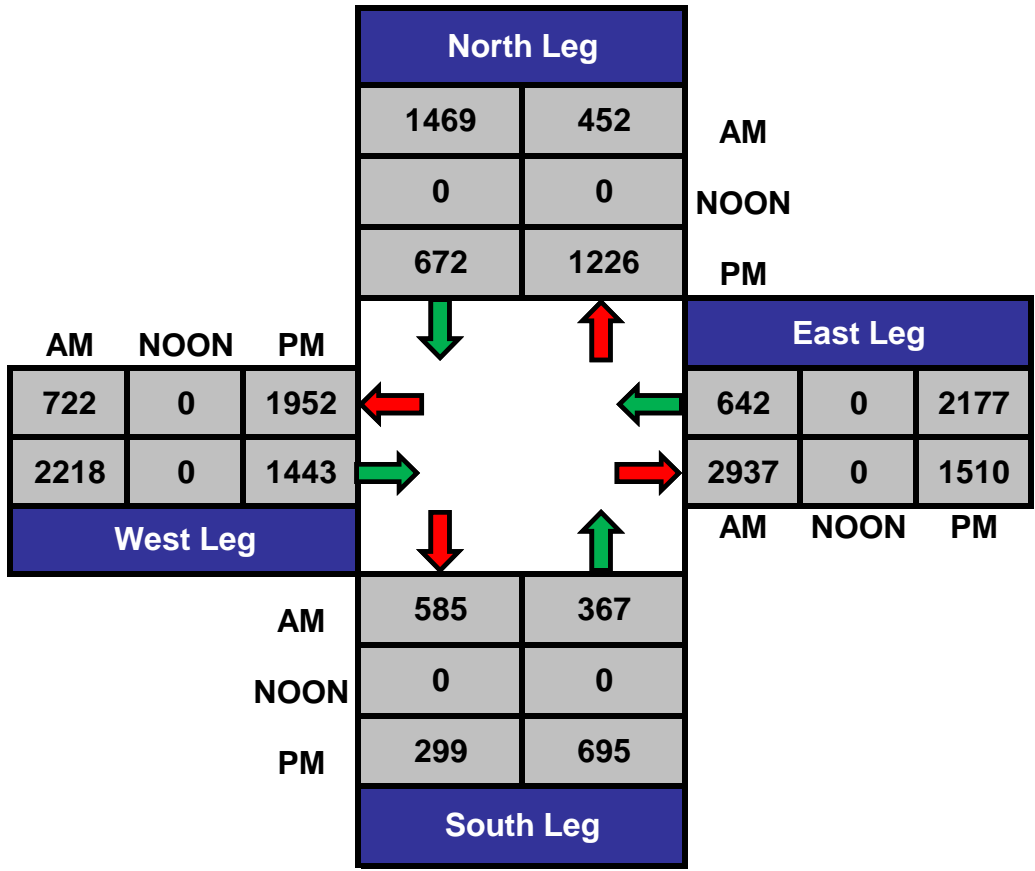 North Leg
1469 452 AM
0 0 NOON
672 1226 PM
AM NOON PM East Leg
722 0 1952 642 0 2177
2218 0 1443 2937 0 1510
West Leg AM NOON PM
AM 585 367
NOON 0 0
PM 299 695
South Leg